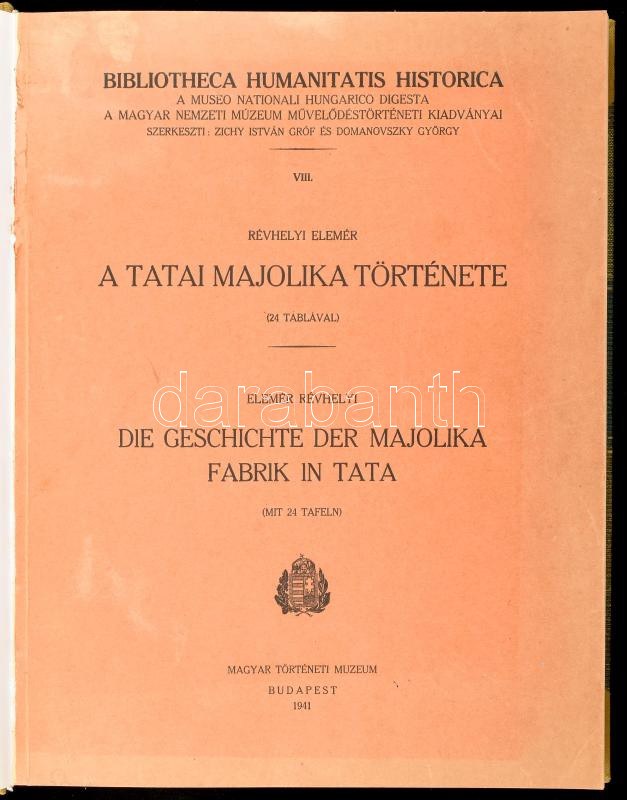 BIBLIOTHECA HUMANITATIS HISTORICA
A MUSEO NATIONALI HUNGARICO DIGESTA
A MAGYAR NEMZETI MÚZEUM MŰVELŐDÉSTÖRTÉNETI KIADVÁNYAI
SZERKESZTI: ZICHY ISTVÁN GRÓF ÉS DOMANOVSZKY GYÖRGY
VIII.
RÉVHELYI ELEMÉR
A TATAI MAJOLIKA TÖRTÉNETE
(24 TÁBLÁVAL)
darabanth
ELEMÉR RÉVHELYI
DIE GESCHICHTE DER MAJOLIKA
FABRIK IN TATA
(MIT 24 TAFELN)
MAGYAR TÖRTÉNETI MUZEUM
BUDAPEST
1941